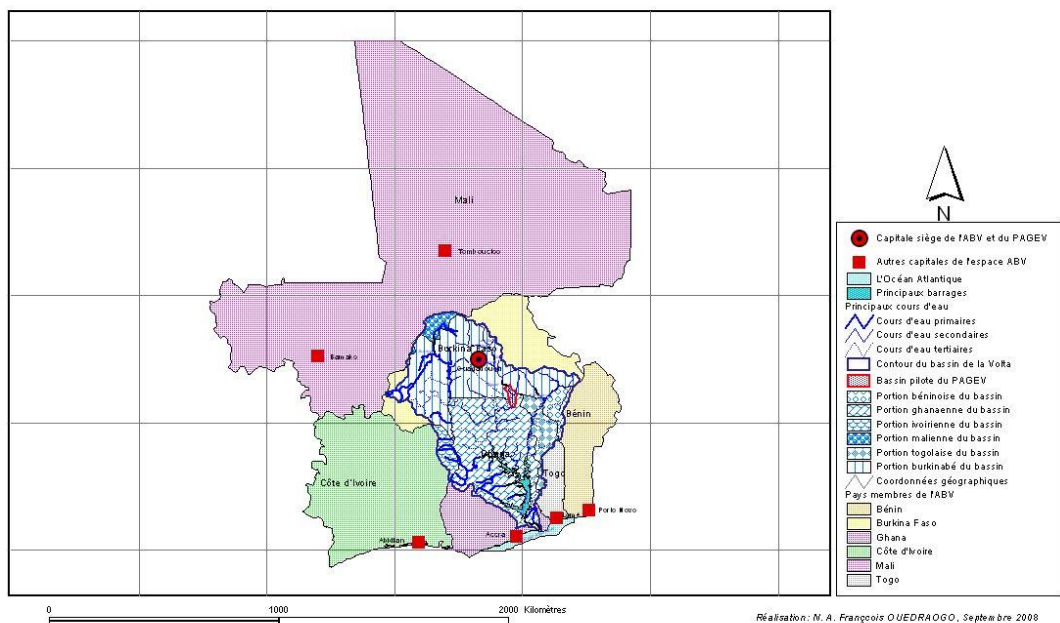 Mali
Tombouctou
Bamako
Burkina Faso
Ouagadougou
Bénin
Ghana
Togo
Côte d'Ivoire
Lomé
Porto Novo
Accra
Abidjan
N
Capitale siège de l'ABV et du PAGEV
Autres capitales de l'espace ABV
L'Océan Atlantique
Principaux barrages
Principaux cours d'eau
Cours d'eau primaires
Cours d'eau secondaires
Cours d'eau tertiaires
Contour du bassin de la Volta
Bassin pilote du PAGEV
Portion béninoise du bassin
Portion ghanaenne du bassin
Portion ivoirienne du bassin
Portion malienne du bassin
Portion togolaise du bassin
Portion burkinabé du bassin
Coordonnées géographiques
Pays membres de l'ABV
Bénin
Burkina Faso
Ghana
Côte d'Ivoire
Mali
Togo
0 1000 2000 Kilomètres
Réalisation: N. A. François OUEDRAOGO, Septembre 2008